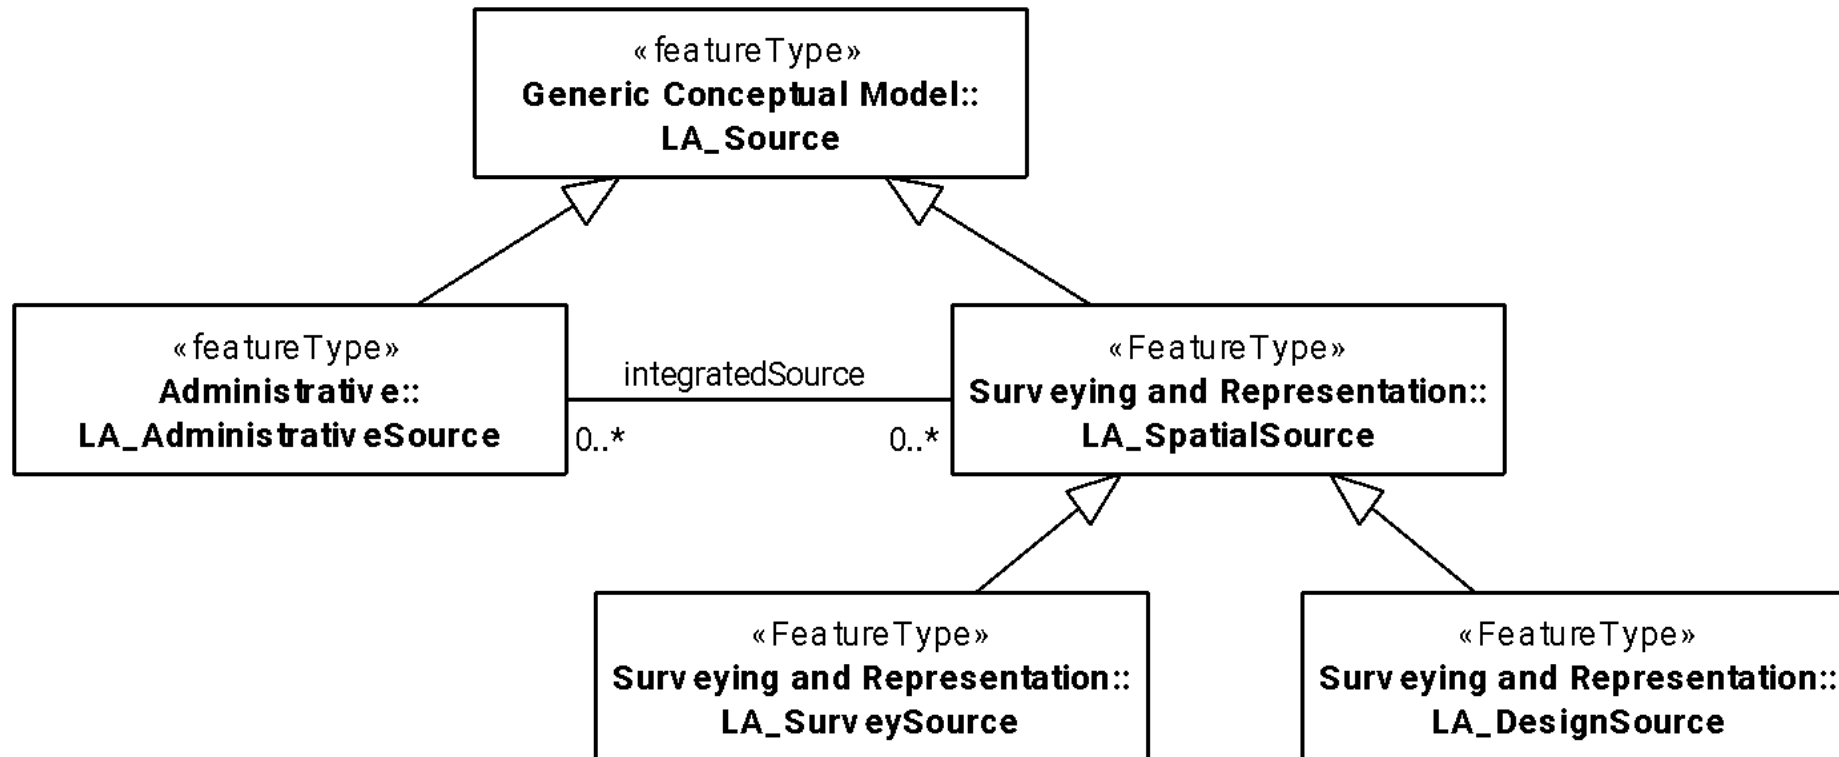 «featureType»
Generic Conceptual Model::
LA_Source
«featureType»
Administrative::
LA_AdministrativeSource
integratedSource
0..*
0..*
«FeatureType»
Surveying and Representation::
LA_SpatialSource
«FeatureType»
Surveying and Representation::
LA_SurveySource
«FeatureType»
Surveying and Representation::
LA_DesignSource